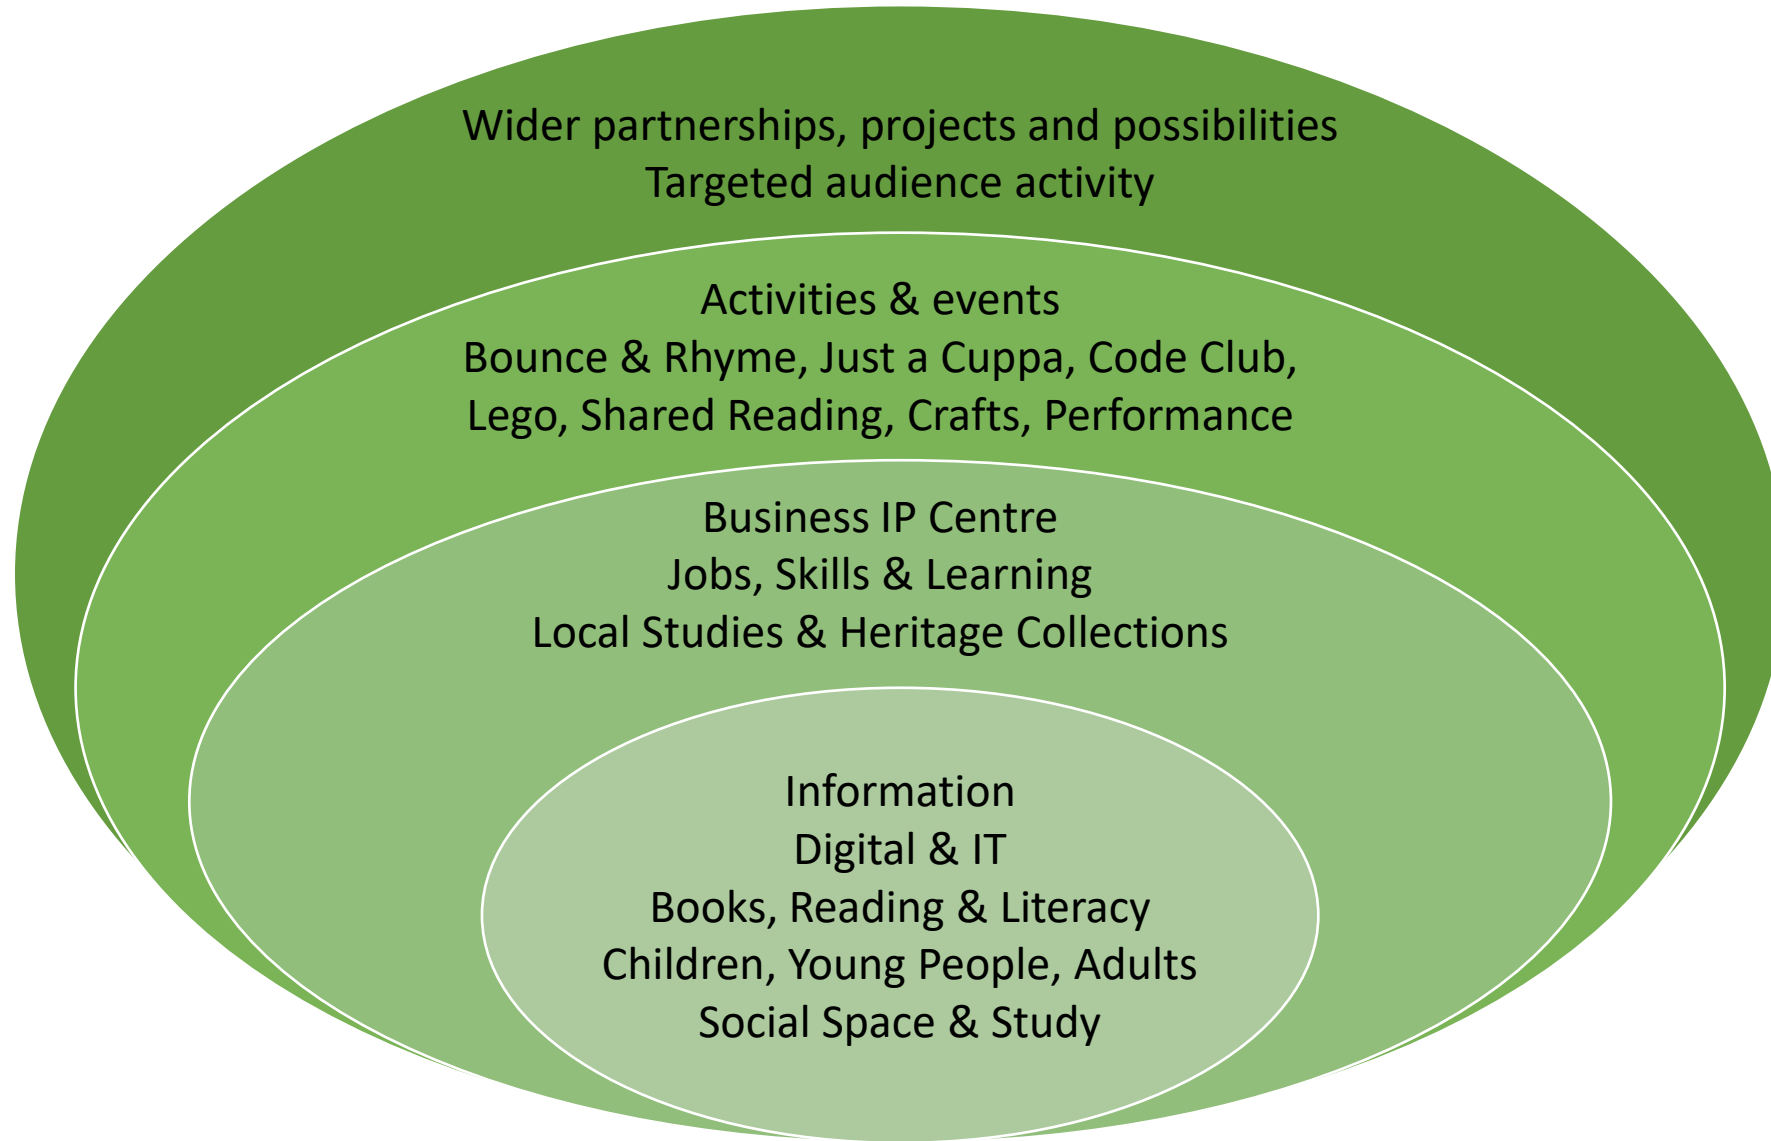 Wider partnerships, projects and possibilities
Targeted audience activity
Activities & events
Bounce & Rhyme, Just a Cuppa, Code Club,
Lego, Shared Reading, Crafts, Performance
Business IP Centre
Jobs, Skills & Learning
Local Studies & Heritage Collections
Information
Digital & IT
Books, Reading & Literacy
Children, Young People, Adults
Social Space & Study